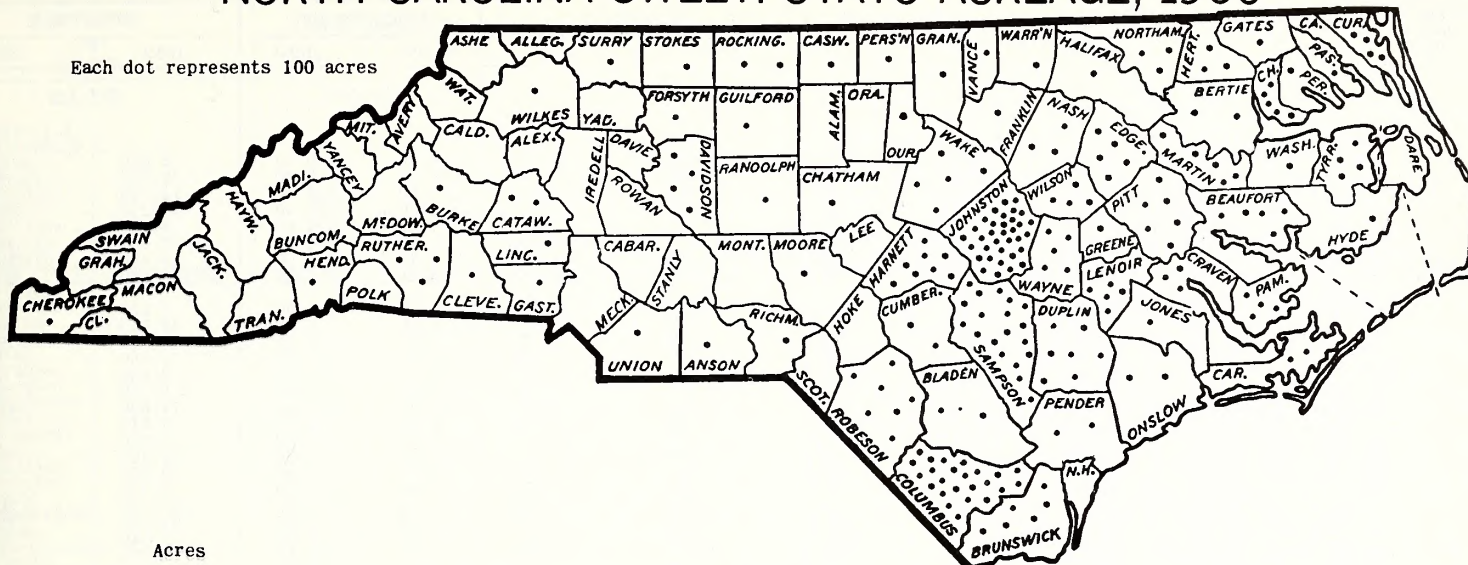 NORTH CAROLINA SWEETPOTATO ACREAGE,
Each dot represents 100 acres
ASHE
ALLEG.
SURRY
STOKES
ROCKING.
CASW.
PERS'N
GRAN.
VANCE
WARR'N
HALIFAX
NORTHAM.
HERT.
GATES
CA.
CUR.
PAS.
PER.
CH.
WAT.
WILKES
YAD.
FORSYTH
GUILFORD
ALAM.
ORA.
DUR.
FRANKLIN
NASH
EDGE.
BERTIE
MIT.
AVERY
CALD.
ALEX.
DAVIE
IREDELL
DAVIDSON
RANDOLPH
CHATHAM
WAKE
WILSON
MARTIN
WASH.
TYRR.
DARE
MADI.
YANCEY
BURKE
CATAW.
ROWAN
JOHNSTON
PITT
BEAUFORT
HYDE
SWAIN
GRAH.
HAYW.
BUNCOM.
McDOW.
RUTHER.
LINC.
CABAR.
STANLY
MONT.
MOORE
LEE
HARNETT
WAYNE
GREENE
LENOIR
CRAVEN
PAM.
CHEROKEE
CL.
MACON
JACK.
TRAN.
HEND.
POLK
CLEVE.
GAST.
MECK.
UNION
ANSON
RICHM.
HOKE
CUMBER.
SAMPSON
DUPLIN
JONES
CAR.
ONSLOW
SCOT.
ROBESON
BLADEN
PENDER
N.H.
COLUMBUS
BRUNSWICK
Acres